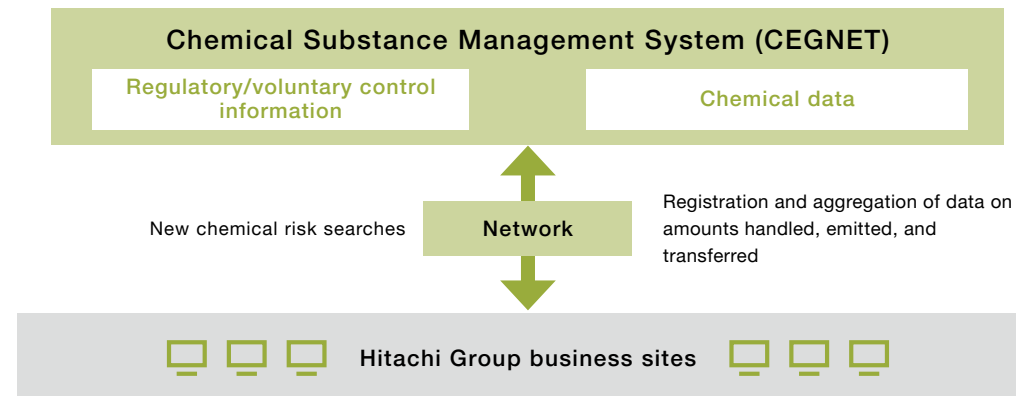 Chemical Substance Management System (CEGNET)
Regulatory/voluntary control
information
Chemical data
New chemical risk searches
Network
Registration and aggregation of data on
amounts handled, emitted, and
transferred
Hitachi Group business sites